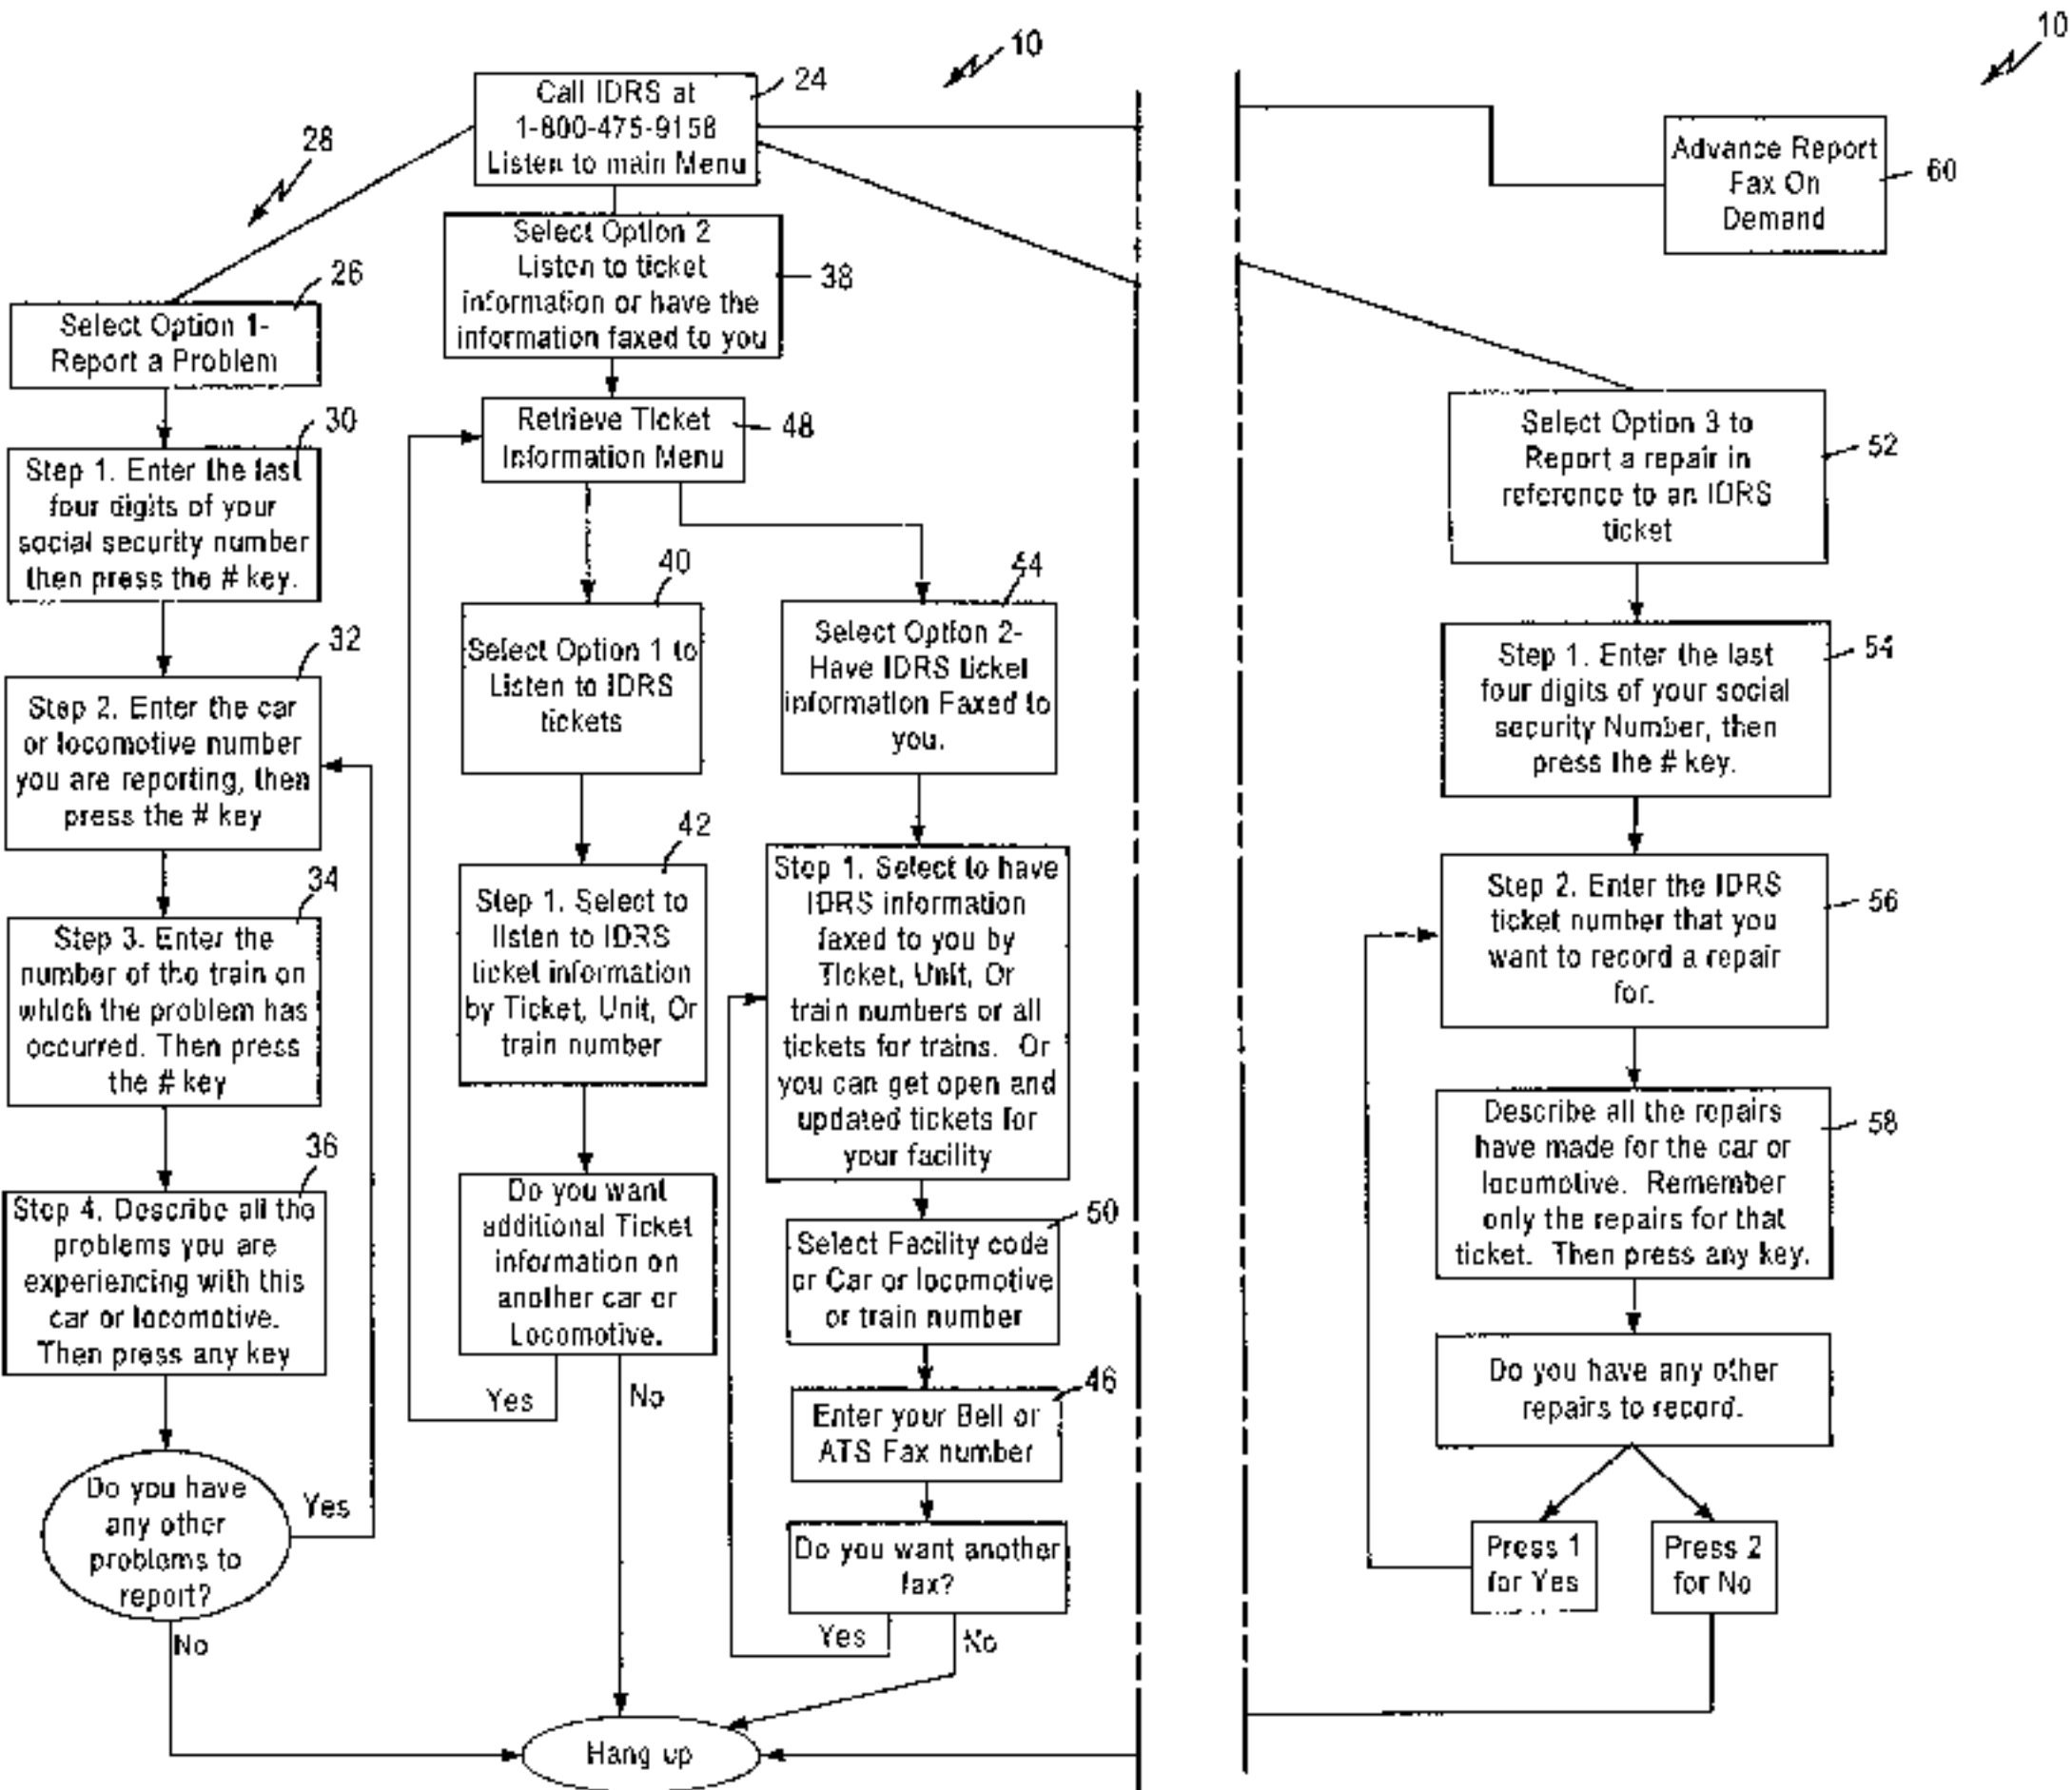 10
10
24
Call IDRS at
1-800-475-9158
Listen to main Menu
28
Advance Report
Fax On
Demand
60
26
Select Option 1-
Report a Problem
Select Option 2
Listen to ticket
information or have the
information faxed to you
38
30
Step 1. Enter the last
four digits of your
social security number
then press the # key.
Retrieve Ticket
Information Menu
48
Select Option 3 to
Report a repair in
reference to an IDRS
ticket
52
32
Step 2. Enter the car
or locomotive number
you are reporting, then
press the # key
40
Select Option 1 to
Listen to IDRS
tickets
44
Select Option 2-
Have IDRS ticket
information Faxed to
you.
Step 1. Enter the last
four digits of your social
security Number, then
press the # key.
54
34
Step 3. Enter the
number of the train on
which the problem has
occurred. Then press
the # key
42
Step 1. Select to
listen to IDRS
ticket information
by Ticket, Unit, Or
train number
Step 1. Select to have
IDRS information
faxed to you by
Ticket, Unit, Or
train numbers or all
tickets for trains. Or
you can get open and
updated tickets for
your facility
Step 2. Enter the IDRS
ticket number that you
want to record a repair
for.
56
36
Step 4. Describe all the
problems you are
experiencing with this
car or locomotive.
Then press any key
Do you want
additional Ticket
information on
another car or
Locomotive.
Yes
No
50
Select Facility code
or Car or locomotive
or train number
Describe all the repairs
have made for the car or
locomotive. Remember
only the repairs for that
ticket. Then press any key.
58
46
Enter your Bell or
ATS Fax number
Do you have any other
repairs to record.
Do you have
any other
problems to
report?
Yes
No
Do you want another
fax?
Yes
No
Press 1
for Yes
Press 2
for No
Hang up